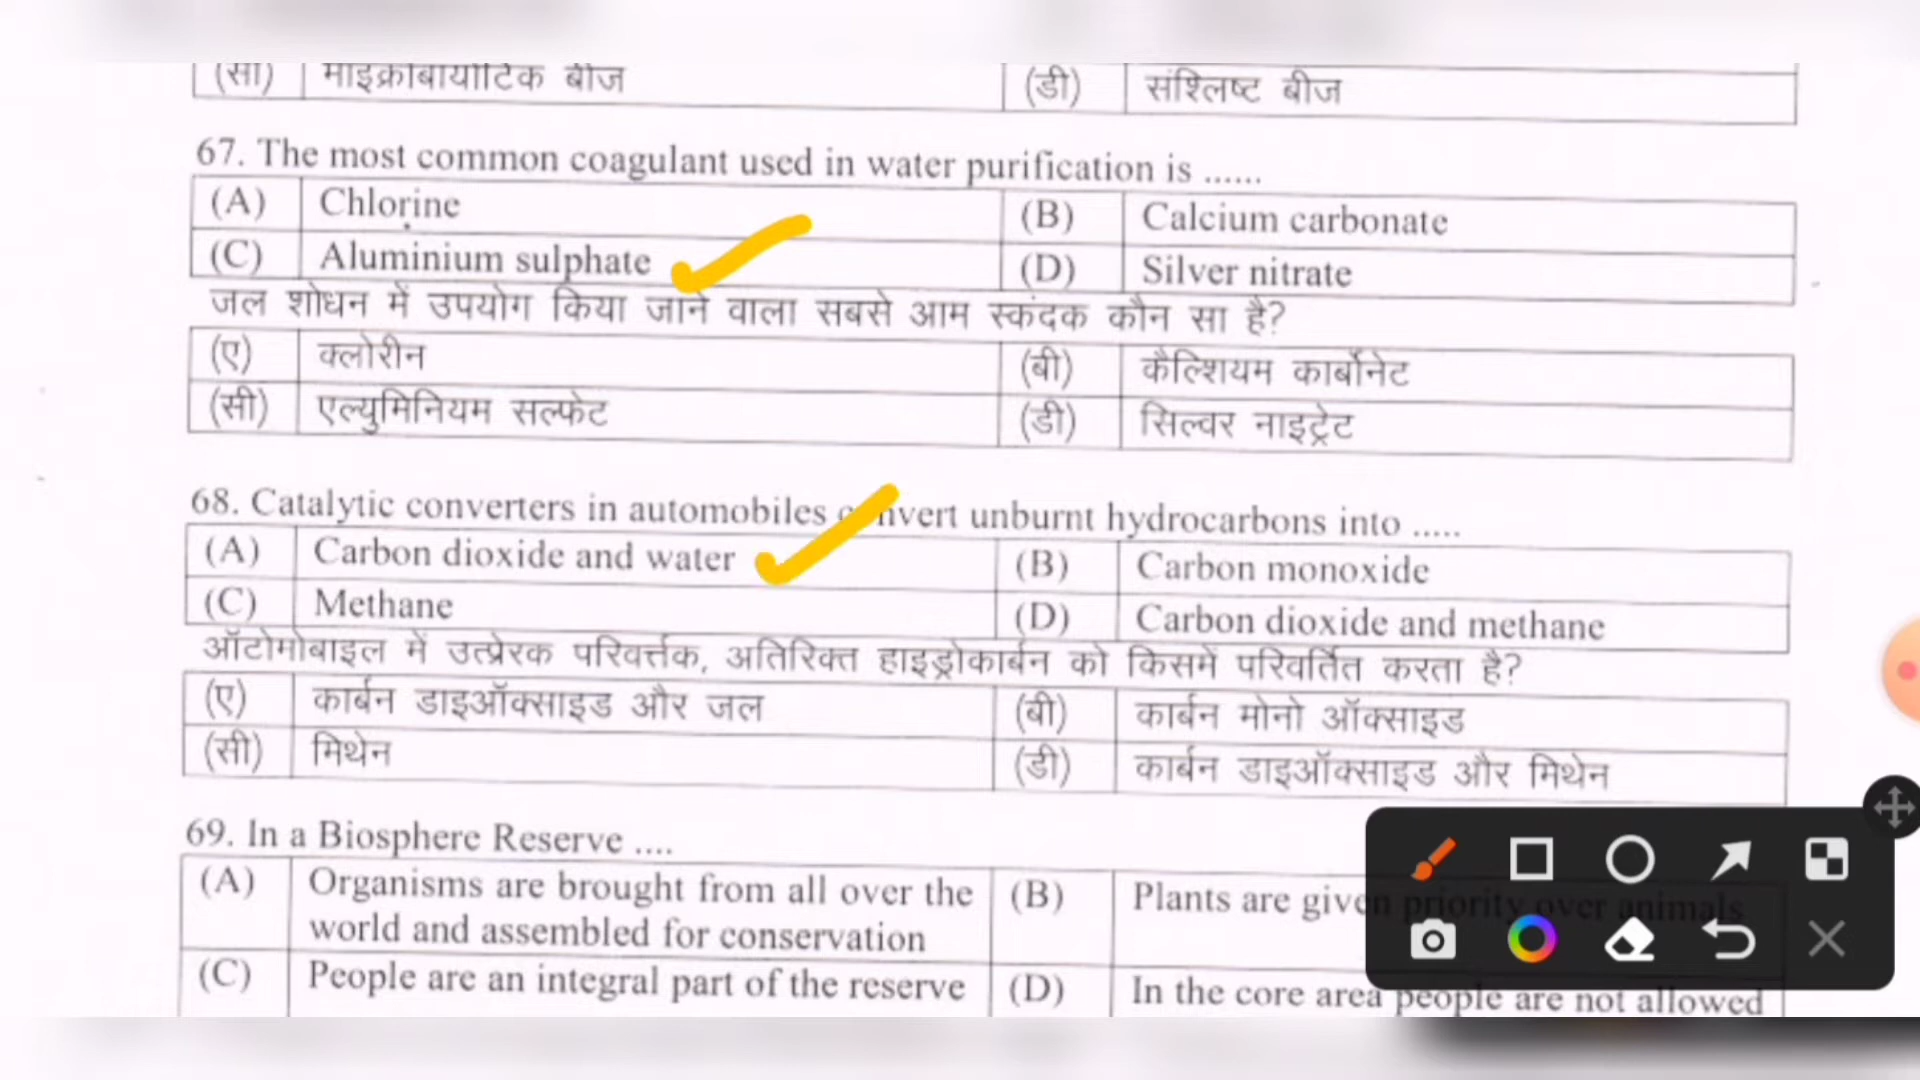 (सी) माइक्रोबायोटिक बीज (डी) संश्लिष्ट बीज
67. The most common coagulant used in water purification is ......
(A) Chlorine (B) Calcium carbonate
(C) Aluminium sulphate (D) Silver nitrate
जल शोधन में उपयोग किया जाने वाला सबसे आम स्कंदक कौन सा है?
(ए) क्लोरीन (बी) कैल्शियम कार्बोनेट
(सी) एल्युमिनियम सल्फेट (डी) सिल्वर नाइट्रेट
68. Catalytic converters in automobiles convert unburnt hydrocarbons into .....
(A) Carbon dioxide and water (B) Carbon monoxide
(C) Methane (D) Carbon dioxide and methane
ऑटोमोबाइल में उत्प्रेरक परिवर्त्तक, अतिरिक्त हाइड्रोकार्बन को किसमें परिवर्तित करता है?
(ए) कार्बन डाइऑक्साइड और जल (बी) कार्बन मोनो ऑक्साइड
(सी) मिथेन (डी) कार्बन डाइऑक्साइड और मिथेन
69. In a Biosphere Reserve ....
(A) Organisms are brought from all over the (B) Plants are given priority over animals
world and assembled for conservation
(C) People are an integral part of the reserve (D) In the core area people are not allowed